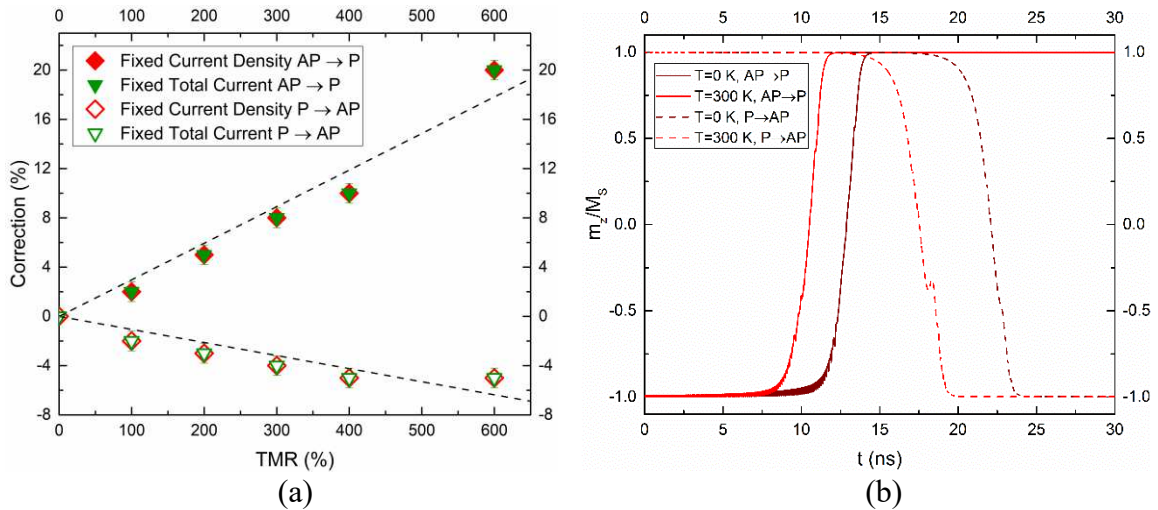 0 100 200 300 400 500 600
Fixed Current Density AP → P
Fixed Total Current AP → P
Fixed Current Density P → AP
Fixed Total Current P → AP
20 20
16 16
12 12
8 8
4 4
0 0
-4 -4
-8 -8
Correction (%)
0 100 200 300 400 500 600
TMR (%)
(a)
0 5 10 15 20 25 30
T=0 K, AP→P
T=300 K, AP→P
T=0 K, P→AP
T=300 K, P→AP
1.0 1.0
0.5 0.5
0.0 0.0
-0.5 -0.5
-1.0 -1.0
m_z/M_S
0 5 10 15 20 25 30
t (ns)
(b)